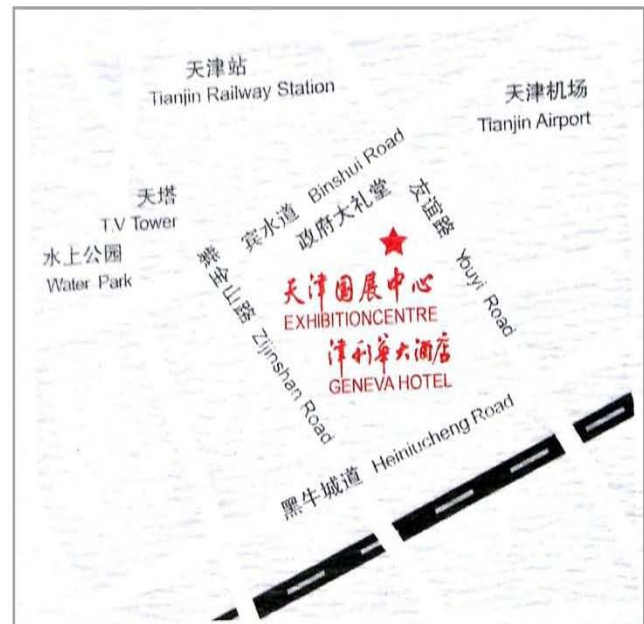 天津站
Tianjin Railway Station
天津机场
Tianjin Airport
宾水道 Binshui Road
政府大礼堂
友谊路 Youyi Road
天塔
T.V Tower
水上公园
Water Park
紫金山路 Zijinshan Road
天津国展中心
EXHIBITIONCENTRE
津利华大酒店
GENEVA HOTEL
黑牛城道 Heiniucheng Road